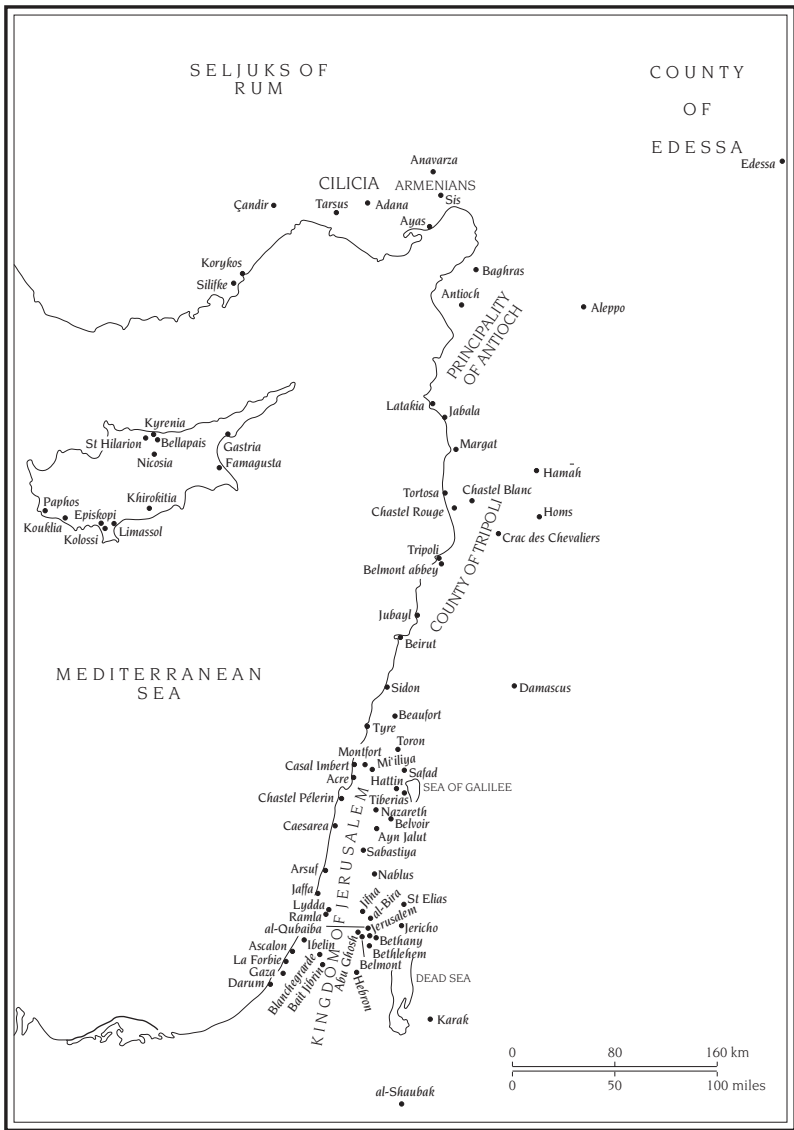 SELJUKS OF
RUM
COUNTY
OF
EDESSA
Edessa
Anavarza
CILICIA
ARMENIANS
Sis
Çandir
Tarsus
Adana
Ayas
Korykos
Silifke
Baghras
Antioch
Aleppo
PRINCIPALITY
OF ANTIOCH
Latakia
Jabala
Margat
Kyrenia
St Hilarion
Bellapais
Nicosia
Gastria
Famagusta
Hamāh
Paphos
Khirokitia
Episkopi
Kouklia
Kolossi
Limassol
Tortosa
Chastel Blanc
Chastel Rouge
Homs
Crac des Chevaliers
Tripoli
Belmont abbey
COUNTY OF TRIPOLI
Jubayl
Beirut
MEDITERRANEAN
SEA
Sidon
Damascus
Beaufort
Tyre
Toron
Montfort
Casal Imbert
Mi'iliya
Acre
Safad
Hattin
SEA OF GALILEE
Chastel Pélerin
Tiberias
Nazareth
Belvoir
Caesarea
Ayn Jalut
Sabastiya
KINGDOM OF JERUSALEM
Arsuf
Nablus
Jaffa
Jifna
al-Bira
St Elias
Lydda
Ramla
Jerusalem
Jericho
al-Qubaiba
Bethany
Ascalon
Ibelin
Bethlehem
La Forbie
Blanchegrarde
Bait Jibrin
Abu Ghosh
Belmont
Gaza
Darum
Hebron
DEAD SEA
Karak
al-Shaubak
0 80 160 km
0 50 100 miles